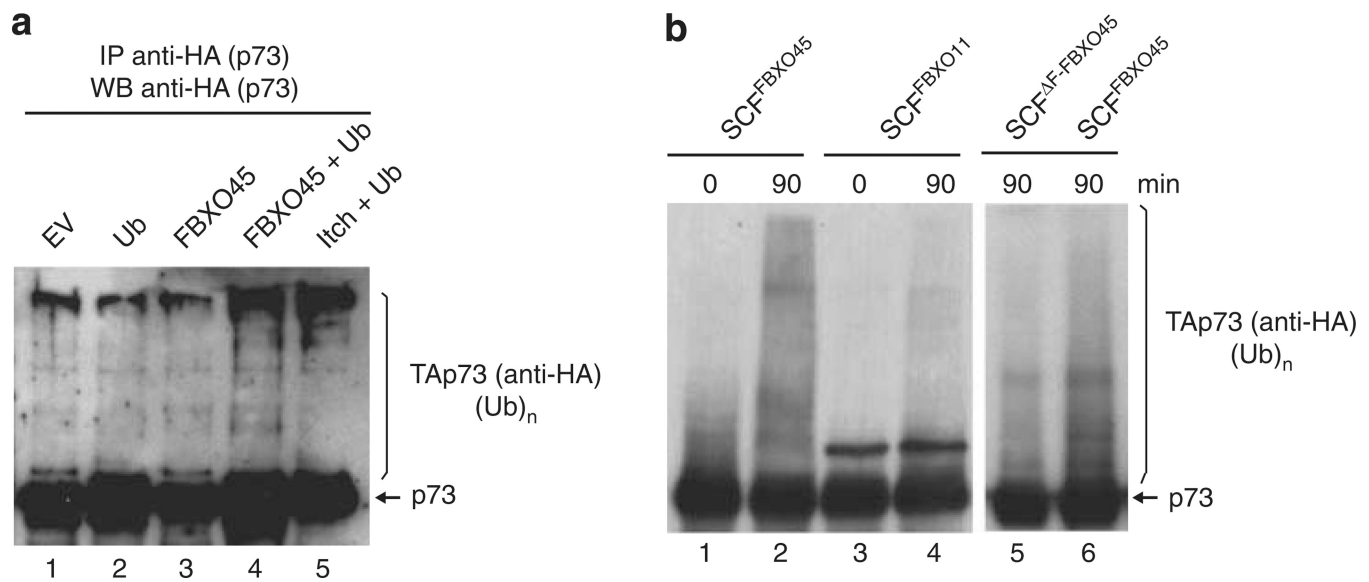 a
IP anti-HA (p73)
WB anti-HA (p73)
EV
Ub
FBXO45
FBXO45 + Ub
Itch + Ub
TAp73 (anti-HA)
(Ub)n
p73
1 2 3 4 5
b
SCFFBXO45
SCFFBXO11
SCFΔF-FBXO45
SCFFBXO45
0 90 0 90 90 90 min
TAp73 (anti-HA)
(Ub)n
p73
1 2 3 4 5 6